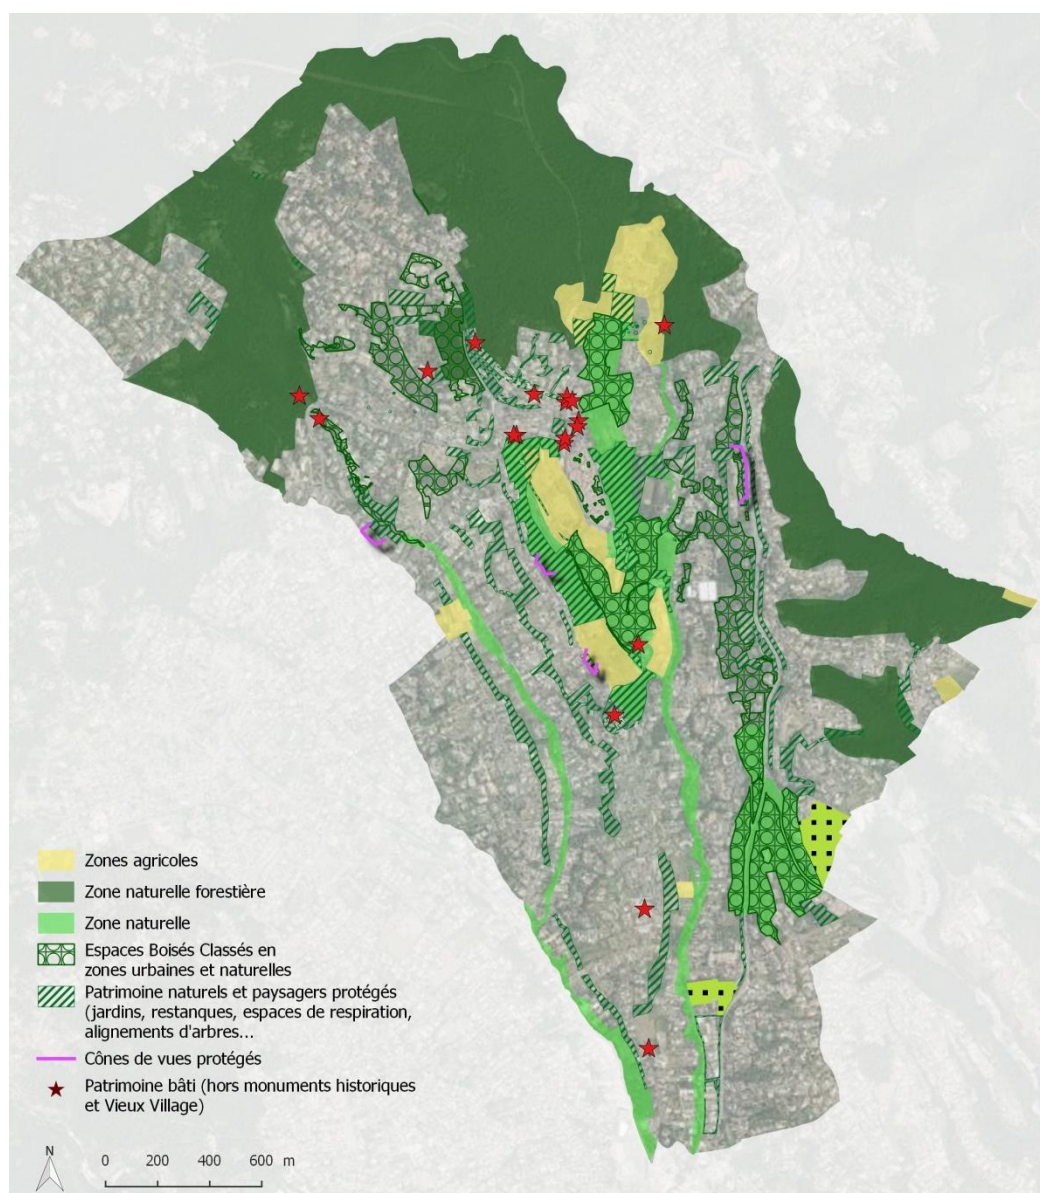 Zones agricoles
Zone naturelle forestière
Zone naturelle
Espaces Boisés Classés en
zones urbaines et naturelles
Patrimoine naturels et paysagers protégés
(jardins, restanques, espaces de respiration,
alignements d'arbres...
Cônes de vues protégés
Patrimoine bâti (hors monuments historiques
et Vieux Village)
N
0 200 400 600 m